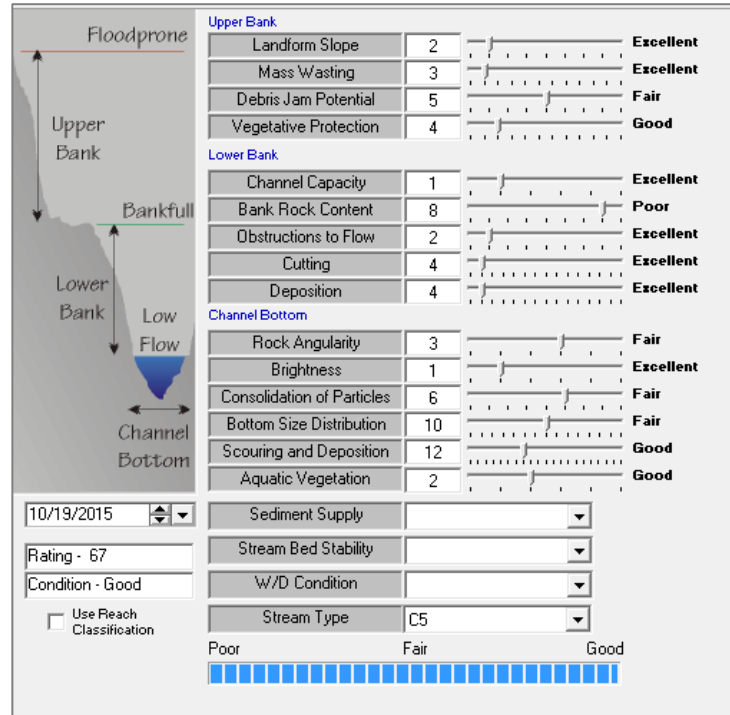 Floodprone
Upper
Bank
Bankfull
Lower
Bank
Low
Flow
Channel
Bottom
Upper Bank
Landform Slope 2 Excellent
Mass Wasting 3 Excellent
Debris Jam Potential 5 Fair
Vegetative Protection 4 Good
Lower Bank
Channel Capacity 1 Excellent
Bank Rock Content 8 Poor
Obstructions to Flow 2 Excellent
Cutting 4 Excellent
Deposition 4 Excellent
Channel Bottom
Rock Angularity 3 Fair
Brightness 1 Excellent
Consolidation of Particles 6 Fair
Bottom Size Distribution 10 Fair
Scouring and Deposition 12 Good
Aquatic Vegetation 2 Good
10/19/2015
Rating - 67
Condition - Good
Use Reach
Classification
Sediment Supply
Stream Bed Stability
W/D Condition
Stream Type C5
Poor Fair Good